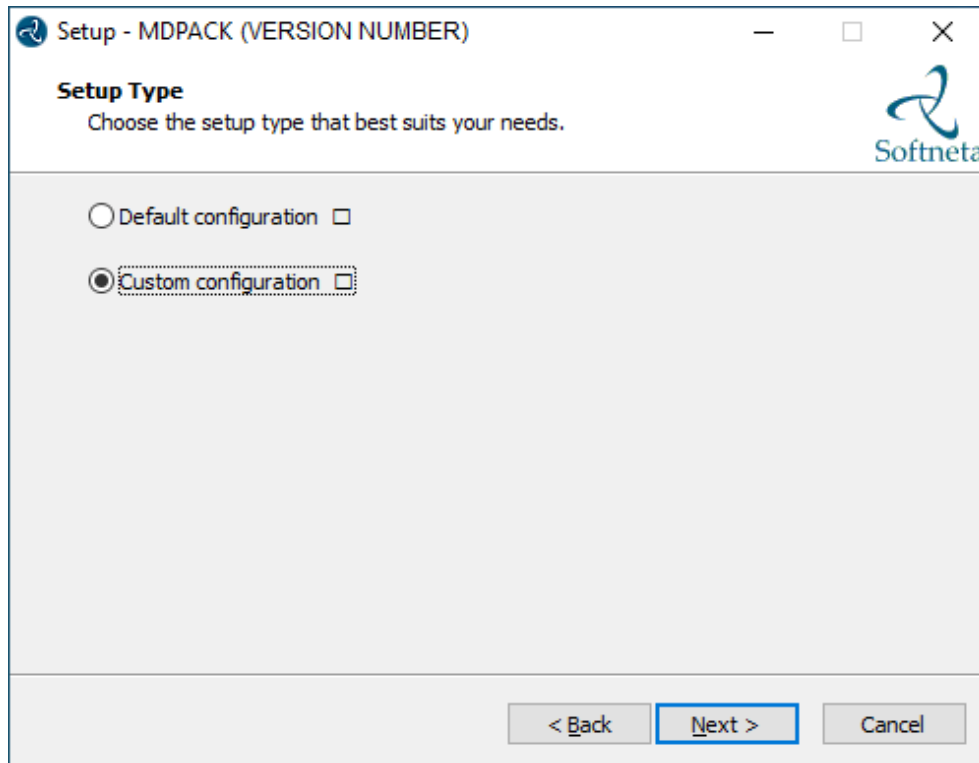 Setup - MDPACK (VERSION NUMBER)
Setup Type
Choose the setup type that best suits your needs.
Softneta
Default configuration □
Custom configuration □
< Back
Next >
Cancel